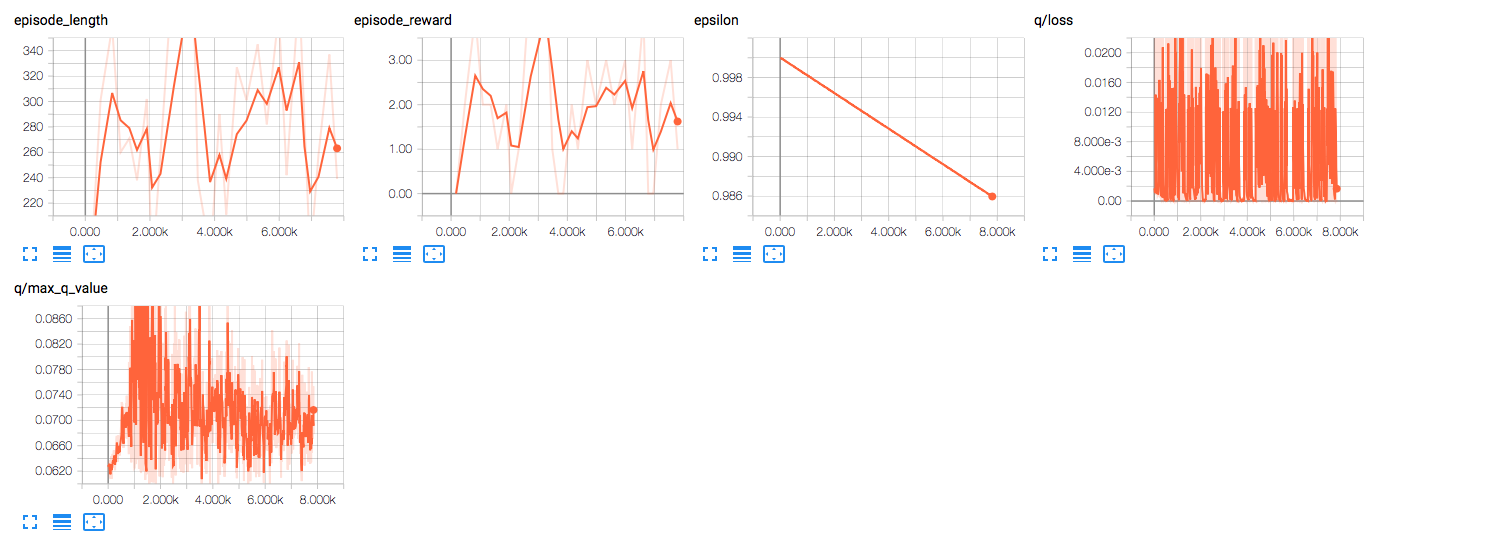 episode_length
340
320
300
280
260
240
220
0.000 2.000k 4.000k 6.000k
episode_reward
3.00
2.00
1.00
0.00
0.000 2.000k 4.000k 6.000k
epsilon
0.998
0.994
0.990
0.986
0.000 2.000k 4.000k 6.000k 8.000k
q/loss
0.0200
0.0160
0.0120
8.000e-3
4.000e-3
0.00
0.000 2.000k 4.000k 6.000k 8.000k
q/max_q_value
0.0860
0.0820
0.0780
0.0740
0.0700
0.0660
0.0620
0.000 2.000k 4.000k 6.000k 8.000k